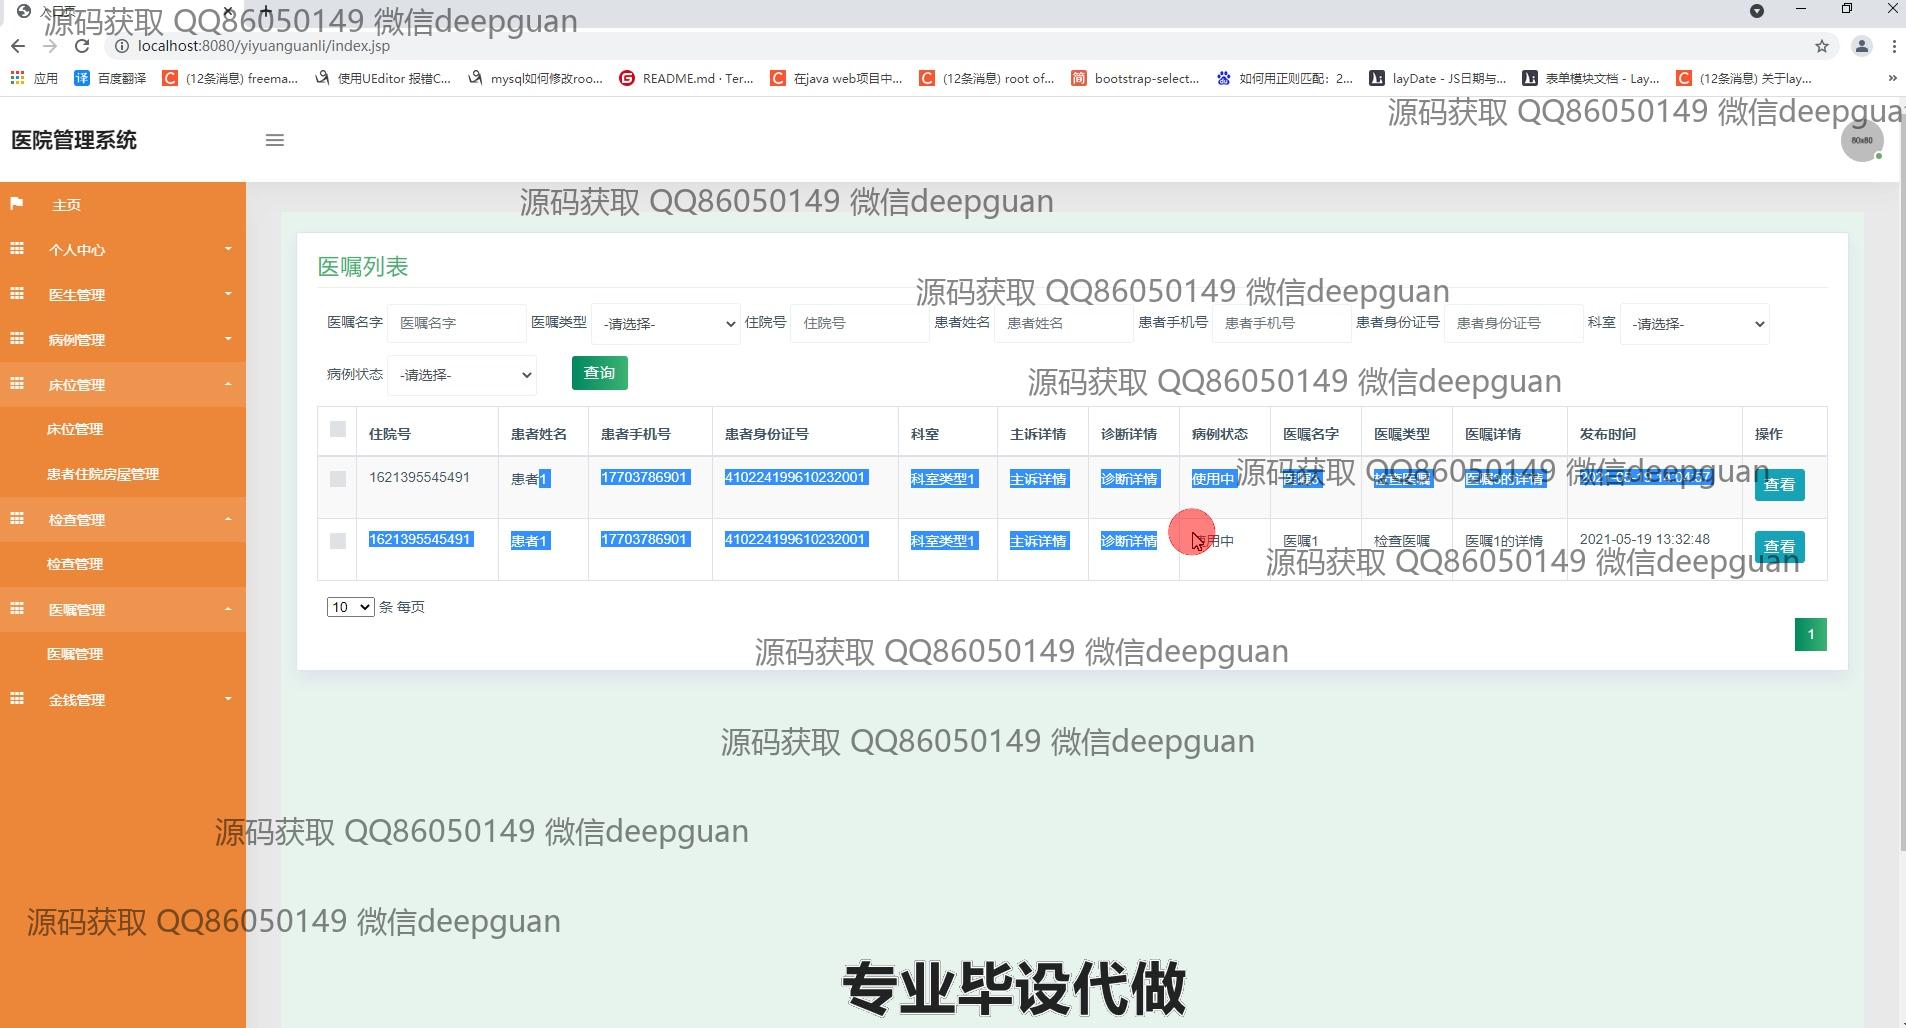 入口页
源码获取 QQ86050149 微信deepguan
localhost:8080/yiyuanguanli/index.jsp
应用 百度翻译 (12条消息) freema... 使用UEditor 报错C... mysql如何修改roo... README.md · Ter... 在java web项目中... (12条消息) root of... bootstrap-select... 如何用正则匹配：2... layDate - JS日期与... 表单模块文档 - Lay... (12条消息) 关于lay... »
源码获取 QQ86050149 微信deepgua
医院管理系统
80x80
主页
源码获取 QQ86050149 微信deepguan
个人中心
医生管理
病例管理
床位管理
床位管理
患者住院房屋管理
检查管理
检查管理
医嘱管理
医嘱管理
金钱管理
医嘱列表
源码获取 QQ86050149 微信deepguan
医嘱名字 医嘱名字 医嘱类型 -请选择- 住院号 住院号 患者姓名 患者姓名 患者手机号 患者手机号 患者身份证号 患者身份证号 科室 -请选择-
病例状态 -请选择- 查询
源码获取 QQ86050149 微信deepguan
住院号 患者姓名 患者手机号 患者身份证号 科室 主诉详情 诊断详情 病例状态 医嘱名字 医嘱类型 医嘱详情 发布时间 操作
1621395545491 患者1 17703786901 410224199610232001 科室类型1 主诉详情 诊断详情 使用中 检查医嘱 2021-05-19 14:04:57 查看
源码获取 QQ86050149 微信deepguan
1621395545491 患者1 17703786901 410224199610232001 科室类型1 主诉详情 诊断详情 使用中 医嘱1 检查医嘱 医嘱1的详情 2021-05-19 13:32:48 查看
源码获取 QQ86050149 微信deepguan
10 条 每页
1
源码获取 QQ86050149 微信deepguan
源码获取 QQ86050149 微信deepguan
源码获取 QQ86050149 微信deepguan
源码获取 QQ86050149 微信deepguan
专业毕设代做